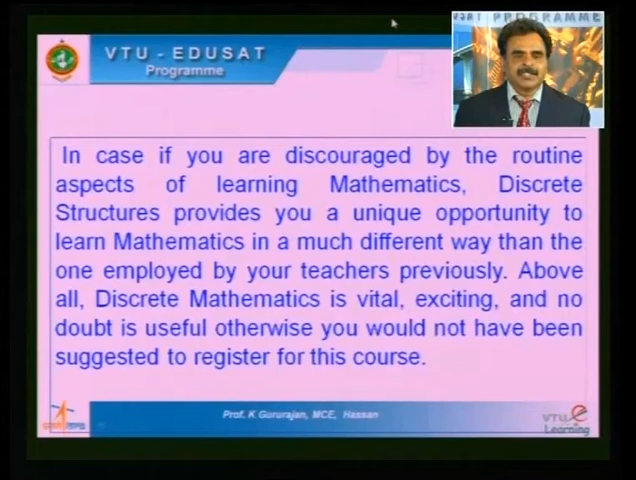 VTU - EDUSAT
Programme
PROGRAMME
In case if you are discouraged by the routine
aspects of learning Mathematics, Discrete
Structures provides you a unique opportunity to
learn Mathematics in a much different way than the
one employed by your teachers previously. Above
all, Discrete Mathematics is vital, exciting, and no
doubt is useful otherwise you would not have been
suggested to register for this course.
Prof. K Gururajan, MCE, Hassan
VTU e
Learning